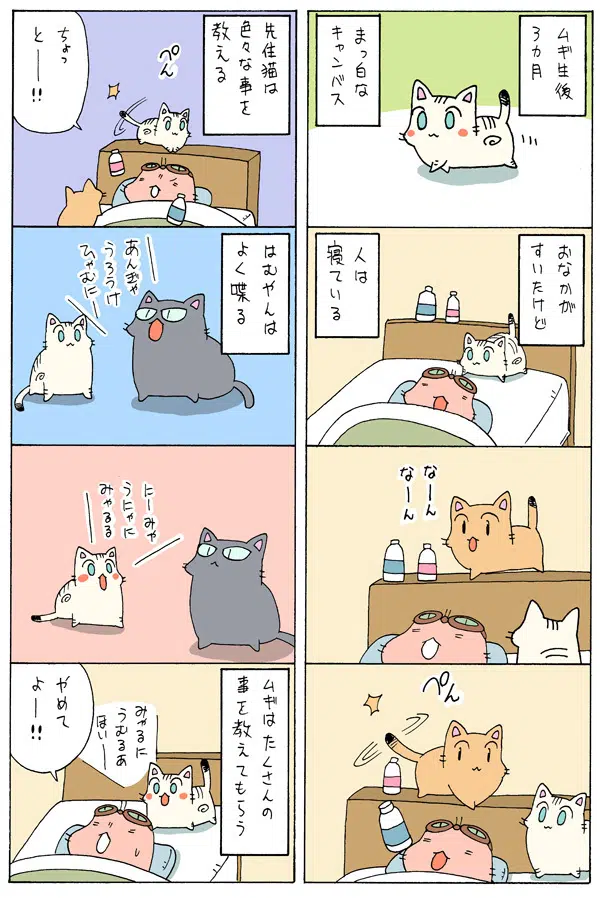 ムギ生後
3カ月
まっ白な
キャンバス
おなかが
すいたけど
人は
寝ている
なーん
なーん
ぺん
先住猫は
色々な事を
教える
ぺん
ちょっ
とー!!
はむやんは
よく喋る
あんぎゃ
うろうけ
ひゃむにー
にーみゃ
うにゃに
みゃるる
ムギはたくさんの
事を教えてもらう
みゃるに
うむるあ
はいー
やめて
よー!!